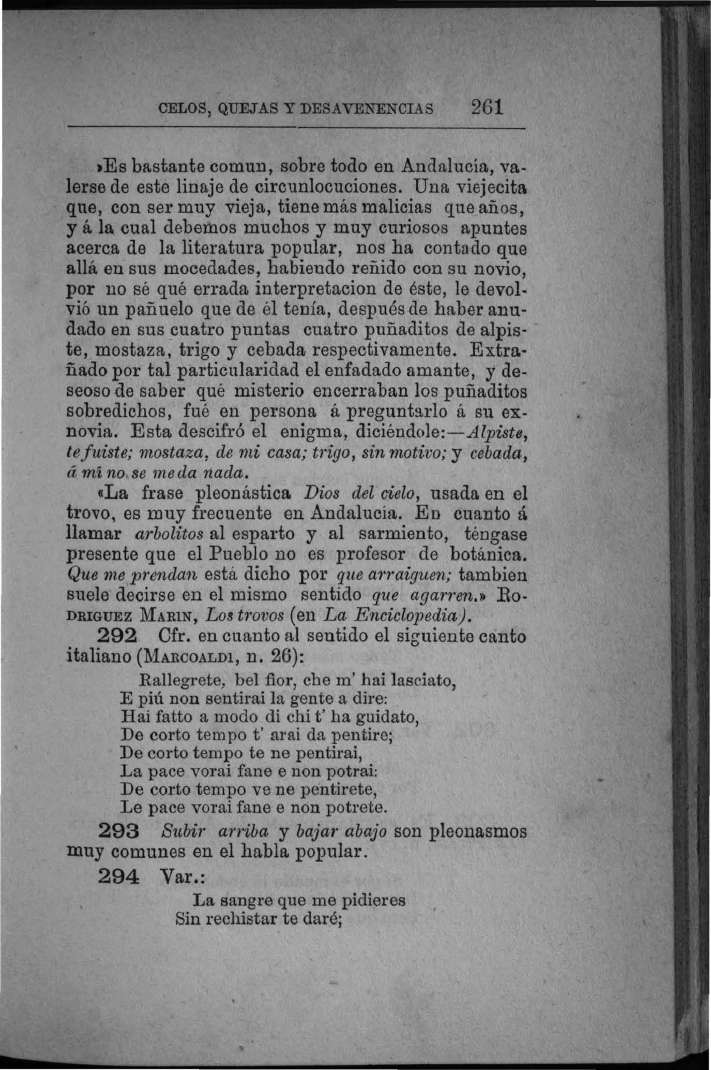 CELOS, QUEJAS Y DESAVENENCIAS 261
»Es bastante comun, sobre todo en Andalucía, va-
lerse de este linaje de circunlocuciones. Una viejecita
que, con ser muy vieja, tiene más malicias que años,
y á la cual debemos muchos y muy curiosos apuntes
acerca de la literatura popular, nos ha contado que
allá en sus mocedades, habiendo reñido con su novio,
por no sé qué errada interpretacion de éste, le devol-
vió un pañuelo que de él tenía, después de haber anu-
dado en sus cuatro puntas cuatro puñaditos de alpis-
te, mostaza, trigo y cebada respectivamente. Extra-
ñado por tal particularidad el enfadado amante, y de-
seoso de saber qué misterio encerraban los puñaditos
sobredichos, fué en persona á preguntarlo á su ex-
novia. Esta descifró el enigma, diciéndole:—Alpiste,
te fuiste; mostaza, de mi casa; trigo, sin motivo; y cebada,
á mí no se me da nada.
«La frase pleonástica Dios del cielo, usada en el
trovo, es muy frecuente en Andalucía. En cuanto á
llamar arbolitos al esparto y al sarmiento, téngase
presente que el Pueblo no es profesor de botánica.
Que me prendan está dicho por que arraiguen; tambien
suele decirse en el mismo sentido que agarren.» RO-
DRIGUEZ MARIN, Los trovos (en La Enciclopedia).
292 Cfr. en cuanto al sentido el siguiente canto
italiano (MARCOALDI, n. 26):
Rallegrete, bel fior, che m' hai lasciato,
E piú non sentirai la gente a dire:
Hai fatto a modo di chi t' ha guidato,
De corto tempo t' arai da pentire;
De corto tempo te ne pentirai,
La pace vorai fane e non potrai:
De corto tempo ve ne pentirete,
Le pace vorai fane e non potrete.
293 Subir arriba y bajar abajo son pleonasmos
muy comunes en el habla popular.
294 Var.:
La sangre que me pidieres
Sin rechistar te daré;